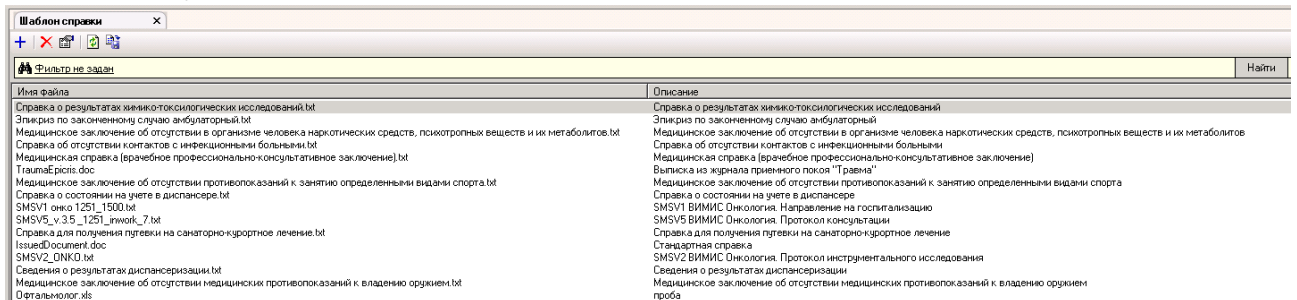 Шаблон справки
Фильтр не задан Найти
Имя файла Описание
Справка о результатах химико-токсилогических исследований.txt Справка о результатах химико-токсилогических исследований
Эпикриз по законченному случаю амбулаторный.txt Эпикриз по законченному случаю амбулаторный
Медицинское заключение об отсутствии в организме человека наркотических средств, психотропных веществ и их метаболитов.txt Медицинское заключение об отсутствии в организме человека наркотических средств, психотропных веществ и их метаболитов
Справка об отсутствии контактов с инфекционными больными.txt Справка об отсутствии контактов с инфекционными больными
Медицинская справка (врачебное профессионально-консультативное заключение).txt Медицинская справка (врачебное профессионально-консультативное заключение)
TraumaEpicris.doc Выписка из журнала приемного покоя "Травма"
Медицинское заключение об отсутствии противопоказаний к занятию определенными видами спорта.txt Медицинское заключение об отсутствии противопоказаний к занятию определенными видами спорта
Справка о состоянии на учете в диспансере.txt Справка о состоянии на учете в диспансере
SMSV1 онко 1251_1500.txt SMSV1 ВИМИС Онкология. Направление на госпитализацию
SMSV5_v.3.5 _1251_inwork_7.txt SMSV5 ВИМИС Онкология. Протокол консультации
Справка для получения путевки на санаторно-курортное лечение.txt Справка для получения путевки на санаторно-курортное лечение
IssuedDocument.doc Стандартная справка
SMSV2_ONKO.txt SMSV2 ВИМИС Онкология. Протокол инструментального исследования
Сведения о результатах диспансеризации.txt Сведения о результатах диспансеризации
Медицинское заключение об отсутствии медицинских противопоказаний к владению оружием.txt Медицинское заключение об отсутствии медицинских противопоказаний к владению оружием
Офтальмолог.xls проба